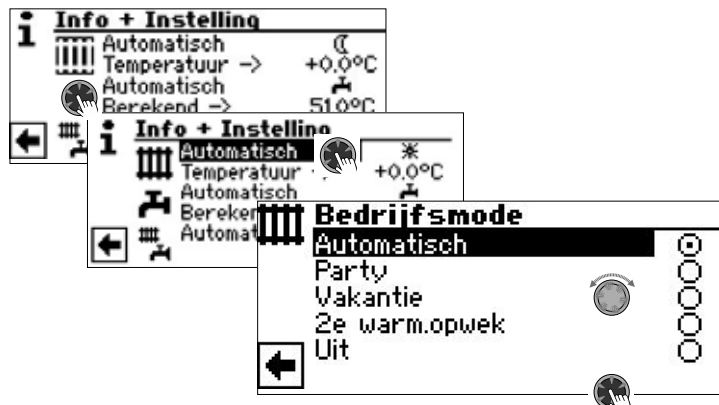 i Info + Instelling
Automatisch
Temperatuur -> +0.0°C
Automatisch
Berekend -> 51.0°C
i Info + Instelling
Automatisch
Temperatuur +0.0°C
Automatisch
Automat
Bedrijfsmode
Automatisch
Party
Vakantie
2e warm.opwek
Uit